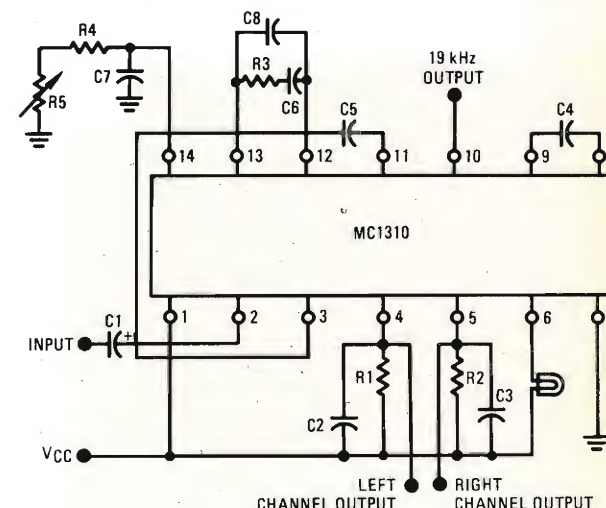 C8
R4
R3
19 kHz
OUTPUT
C7
C6
R5
C5
C4
14
13
12
11
10
9
MC1310
C1
+
1
2
3
4
5
6
INPUT
R1
R2
C2
C3
VCC
LEFT
CHANNEL OUTPUT
RIGHT
CHANNEL OUTPUT